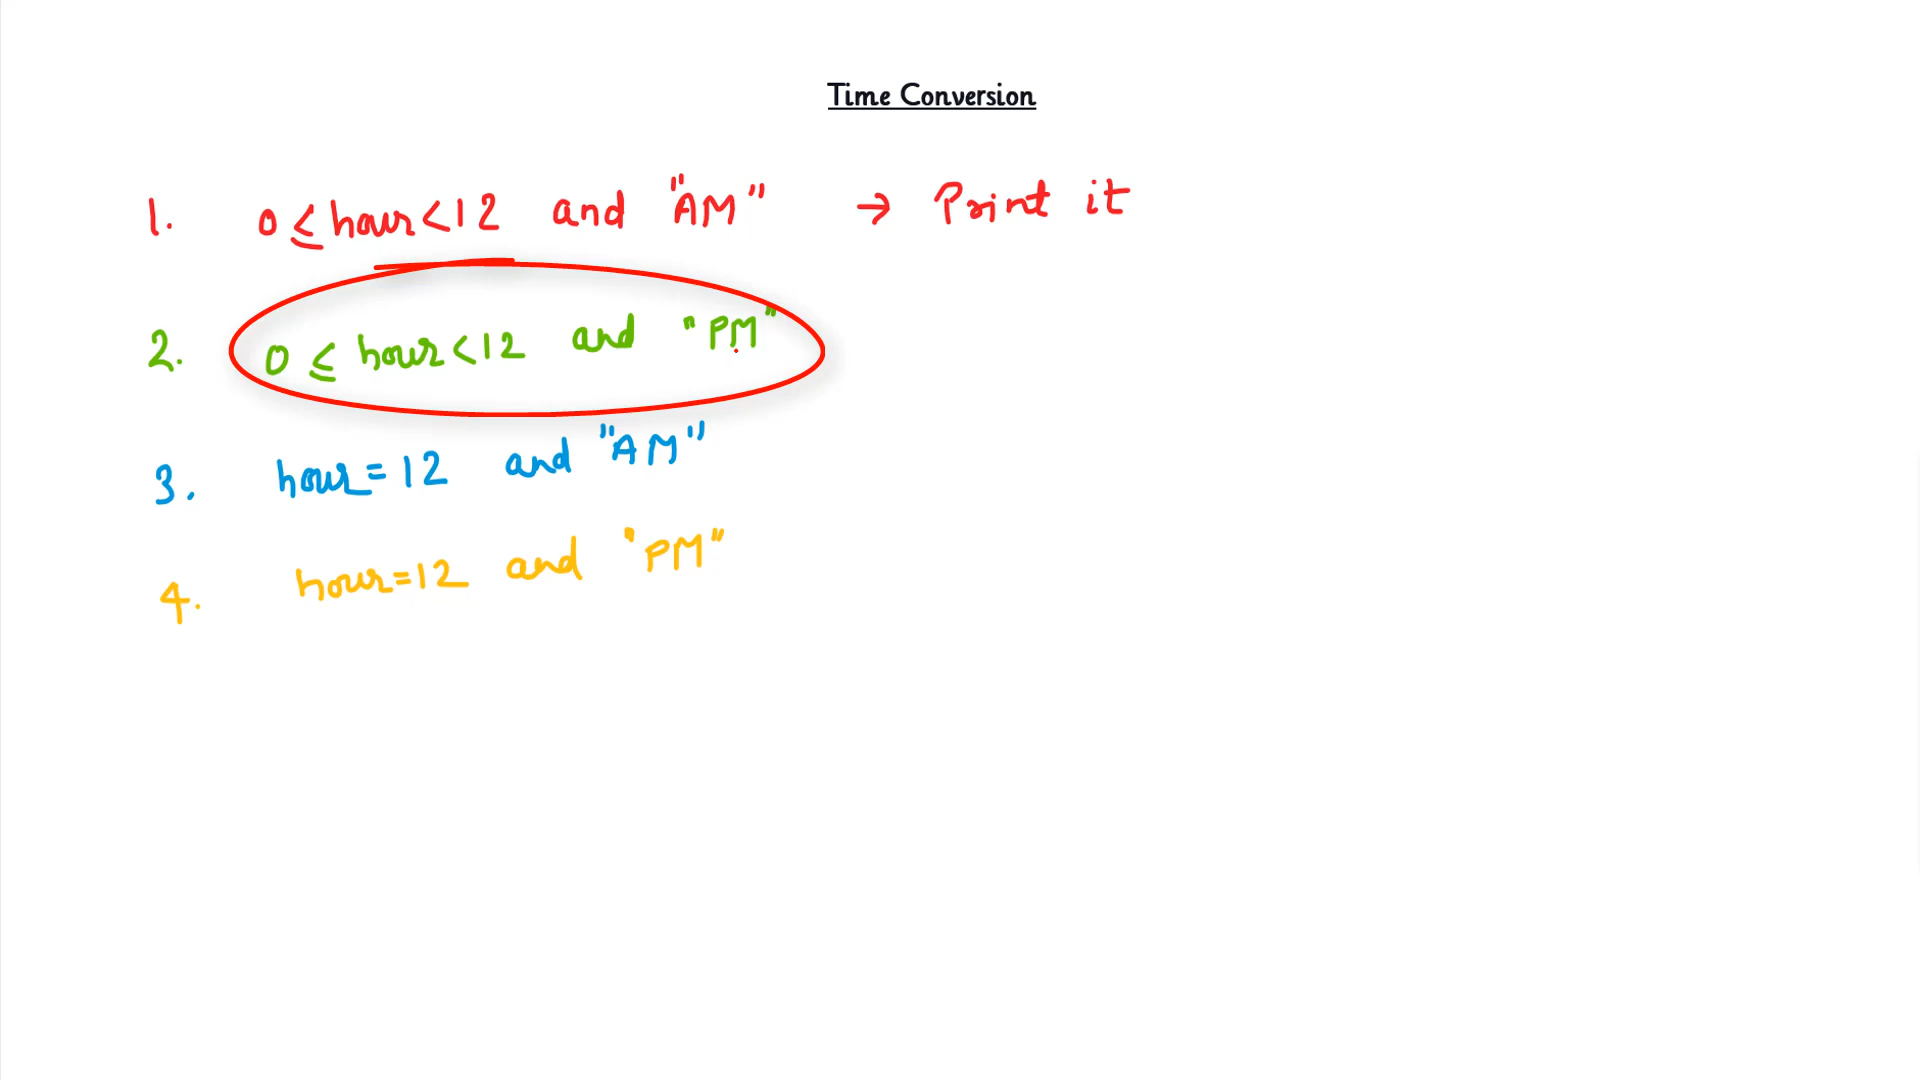 Time Conversion
1. 0 ≤ hour < 12 and "AM" → Print it
2. 0 ≤ hour < 12 and "PM"
3. hour = 12 and "AM"
4. hour = 12 and "PM"